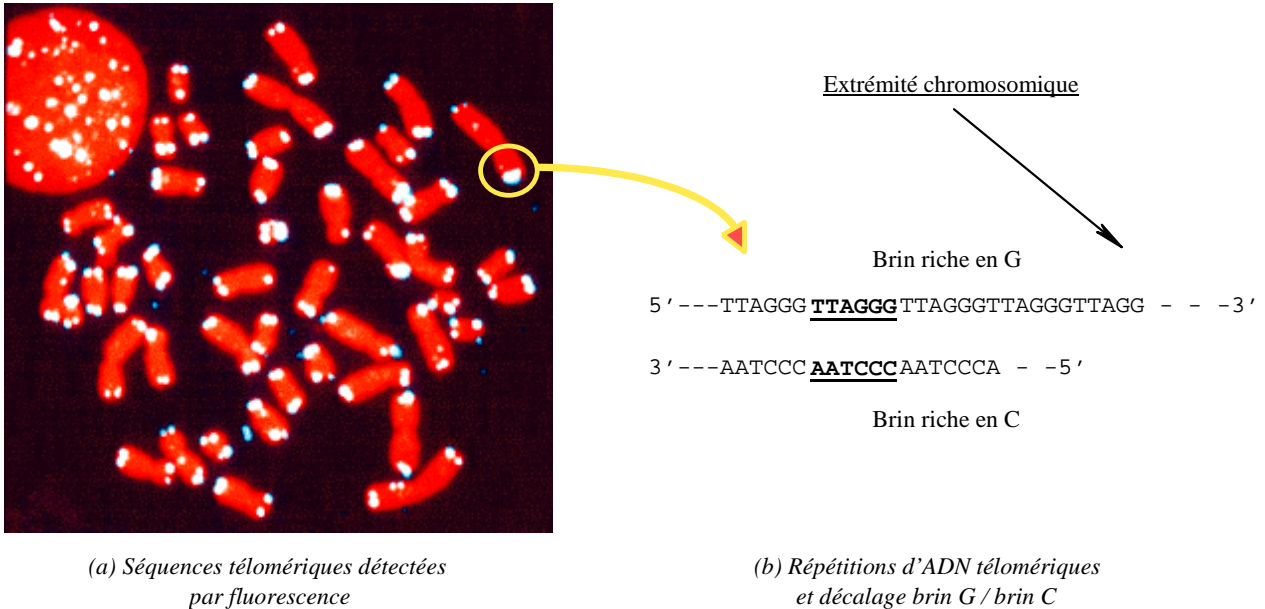 Extrémité chromosomique
Brin riche en G
5’---TTAGGGTTAGGGTTAGGGTTAGGGTTAGG - - -3’
3’---AATCCCAATCCCAATCCCA - -5’
Brin riche en C
(a) Séquences télomériques détectées
par fluorescence
(b) Répétitions d’ADN télomériques
et décalage brin G / brin C